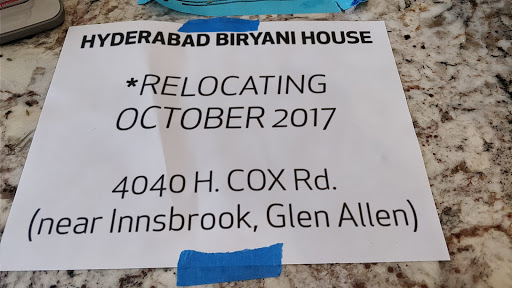 HYDERABAD BIRYANI HOUSE
*RELOCATING
OCTOBER 2017
4040 H. COX Rd.
(near Innsbrook, Glen Allen)